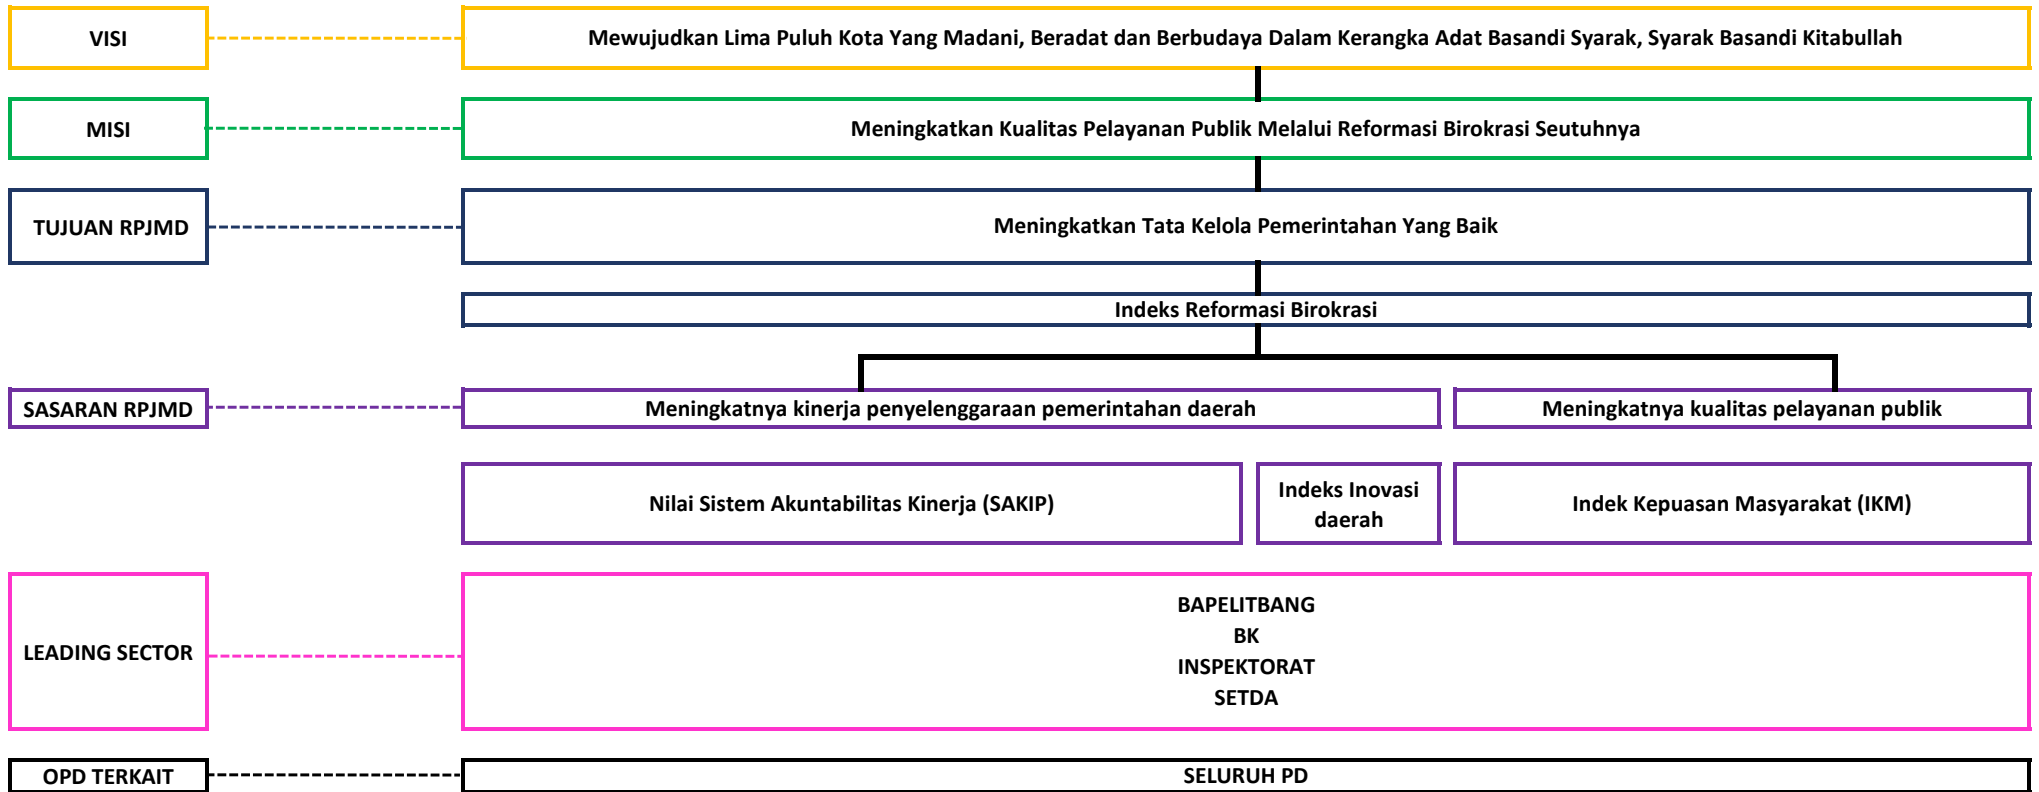 VISI
Mewujudkan Lima Puluh Kota Yang Madani, Beradat dan Berbudaya Dalam Kerangka Adat Basandi Syarak, Syarak Basandi Kitabullah
MISI
Meningkatkan Kualitas Pelayanan Publik Melalui Reformasi Birokrasi Seutuhnya
TUJUAN RPJMD
Meningkatkan Tata Kelola Pemerintahan Yang Baik
Indeks Reformasi Birokrasi
SASARAN RPJMD
Meningkatnya kinerja penyelenggaraan pemerintahan daerah
Meningkatnya kualitas pelayanan publik
Nilai Sistem Akuntabilitas Kinerja (SAKIP)
Indeks Inovasi
daerah
Indek Kepuasan Masyarakat (IKM)
LEADING SECTOR
BAPELITBANG
BK
INSPEKTORAT
SETDA
OPD TERKAIT
SELURUH PD